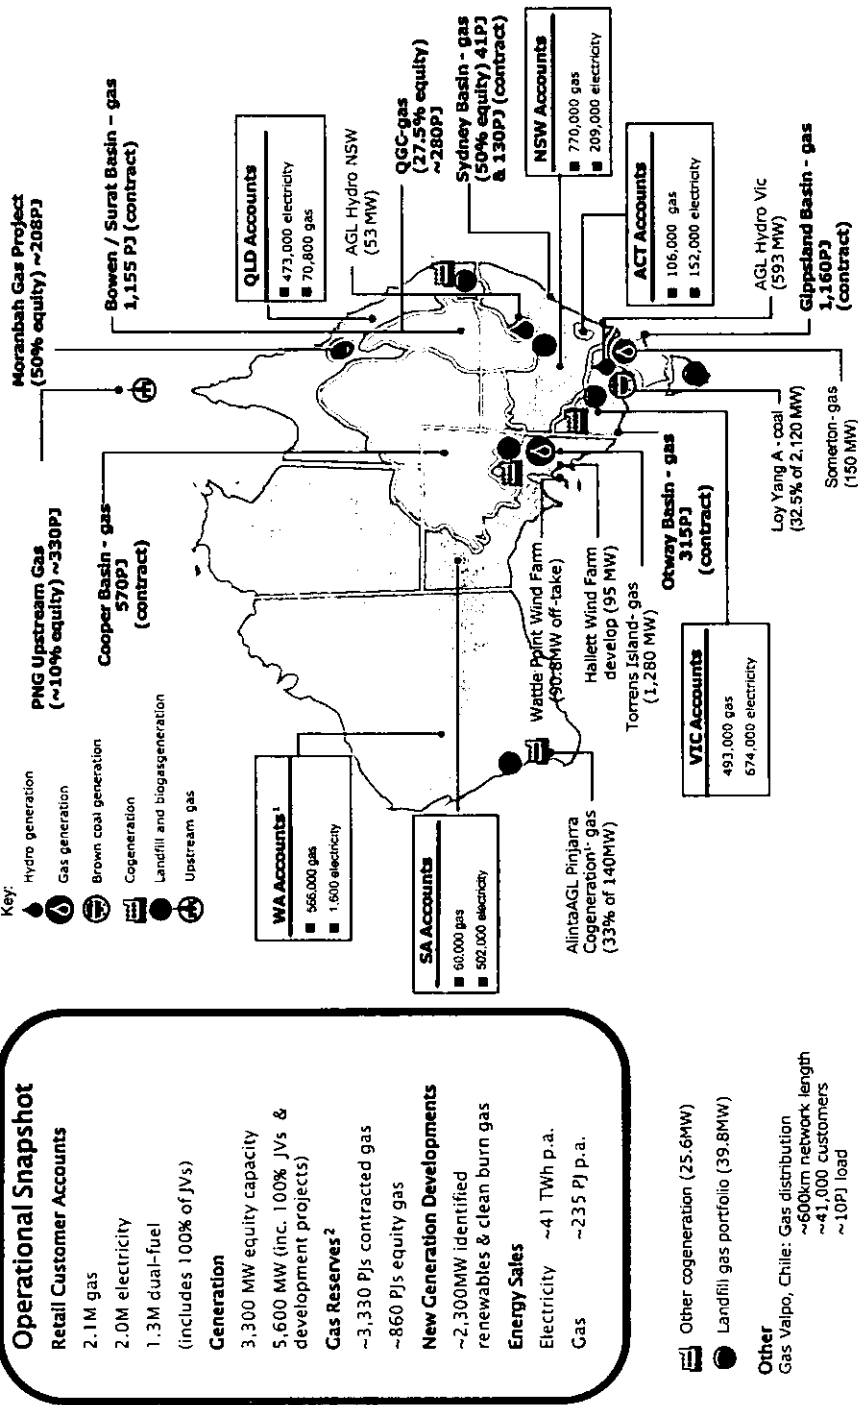 Operational Snapshot
Retail Customer Accounts
2.1M gas
2.0M electricity
1.3M dual-fuel
(includes 100% of JVs)
Generation
3,300 MW equity capacity
5,600 MW (inc. 100% JVs &
development projects)
Gas Reserves²
~3,330 PJs contracted gas
~860 PJs equity gas
New Generation Developments
~2,300MW identified
renewables & clean burn gas
Energy Sales
Electricity ~41 TWh p.a.
Gas ~235 PJ p.a.
Other cogeneration (25.6MW)
Landfill gas portfolio (39.8MW)
Other
Gas Valpo, Chile: Gas distribution
~600km network length
~41,000 customers
~10PJ load
Key:
Hydro generation
Gas generation
Brown coal generation
Cogeneration
Landfill and biogasgeneration
Upstream gas
PNG Upstream Gas
(~10% equity) ~330PJ
Moranbah Gas Project
(50% equity) ~208PJ
Cooper Basin - gas
570PJ
(contract)
Bowen / Surat Basin - gas
1,155 PJ (contract)
WA Accounts¹
566,000 gas
1,600 electricity
QLD Accounts
473,000 electricity
70,800 gas
AGL Hydro NSW
(53 MW)
QGC-gas
(27.5% equity)
~280PJ
Sydney Basin - gas
(50% equity) 41PJ
& 130PJ (contract)
SA Accounts
60,000 gas
502,000 electricity
NSW Accounts
770,000 gas
209,000 electricity
AlintaAGL Pinjarra
Cogeneration¹- gas
(33% of 140MW)
Wattle Point Wind Farm
(90.8MW off-take)
Hallett Wind Farm
develop (95 MW)
Torrens Island- gas
(1,280 MW)
Otway Basin - gas
315PJ
(contract)
ACT Accounts
106,000 gas
152,000 electricity
AGL Hydro Vic
(593 MW)
Gippsland Basin - gas
1,160PJ
(contract)
VIC Accounts
493,000 gas
674,000 electricity
Loy Yang A - coal
(32.5% of 2,120 MW)
Somerton- gas
(150 MW)